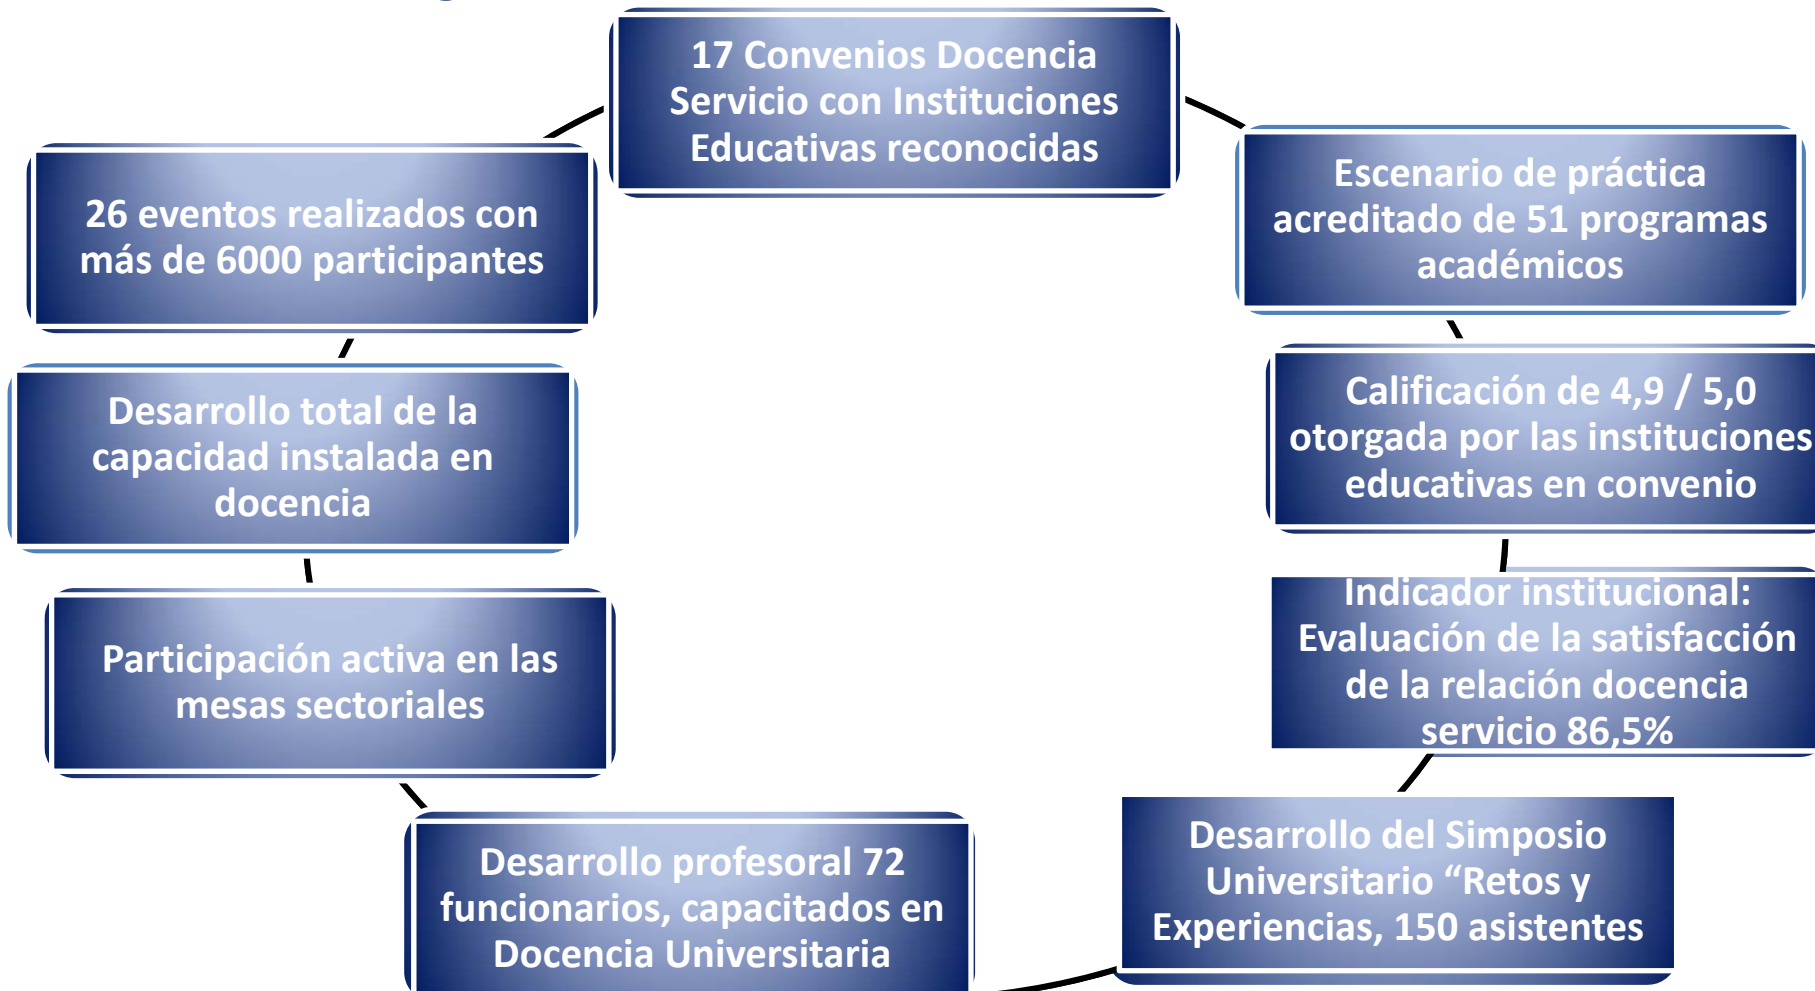 17 Convenios Docencia
Servicio con Instituciones
Educativas reconocidas
Escenario de práctica
acreditado de 51 programas
académicos
Calificación de 4,9 / 5,0
otorgada por las instituciones
educativas en convenio
Indicador institucional:
Evaluación de la satisfacción
de la relación docencia
servicio 86,5%
Desarrollo del Simposio
Universitario “Retos y
Experiencias, 150 asistentes
Desarrollo profesoral 72
funcionarios, capacitados en
Docencia Universitaria
Participación activa en las
mesas sectoriales
Desarrollo total de la
capacidad instalada en
docencia
26 eventos realizados con
más de 6000 participantes